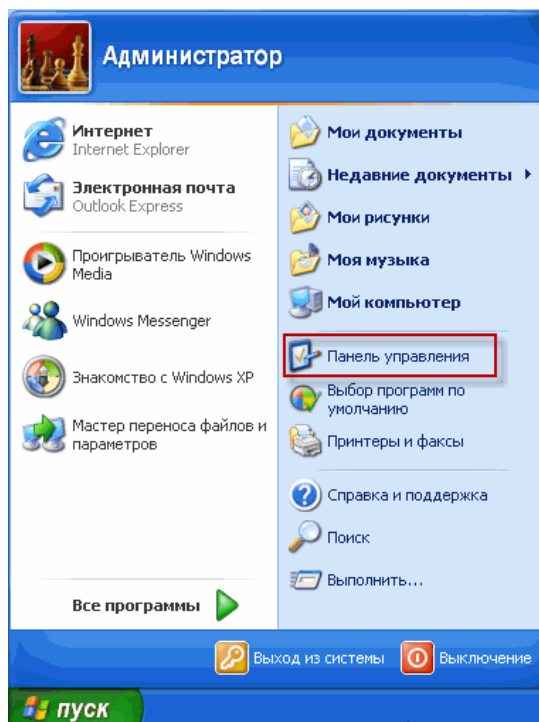 Администратор
Интернет
Internet Explorer
Электронная почта
Outlook Express
Проигрыватель Windows
Media
Windows Messenger
Знакомство с Windows XP
Мастер переноса файлов и
параметров
Все программы
Мои документы
Недавние документы
Мои рисунки
Моя музыка
Мой компьютер
Панель управления
Выбор программ по
умолчанию
Принтеры и факсы
Справка и поддержка
Поиск
Выполнить...
Выход из системы
Выключение
пуск